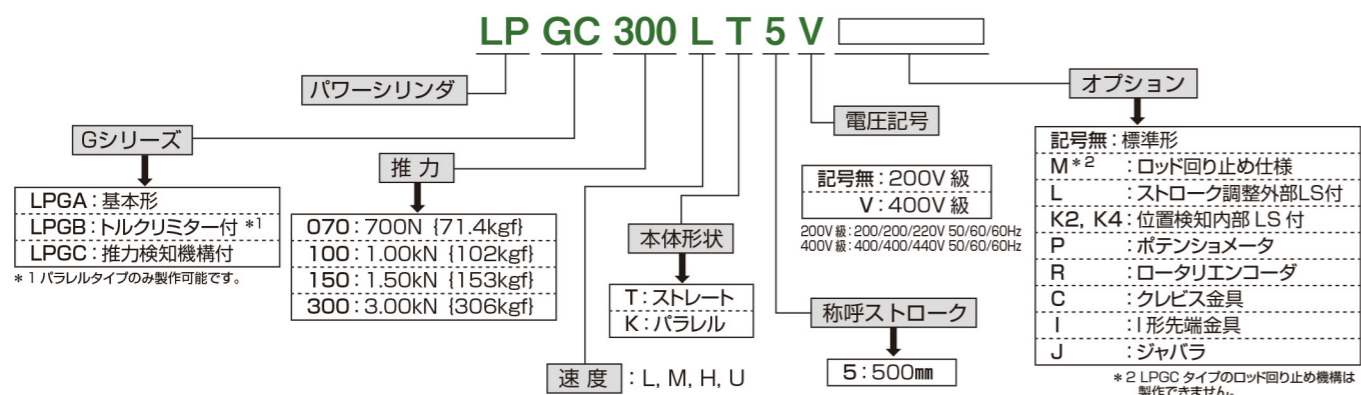 LP GC 300 L T 5 V
パワーシリンダ
オプション
電圧記号
Gシリーズ
推力
LPGA：基本形
LPGB：トルクリミター付 *1
LPGC：推力検知機構付
*1 パラレルタイプのみ製作可能です。
070：700N {71.4kgf}
100：1.00kN {102kgf}
150：1.50kN {153kgf}
300：3.00kN {306kgf}
本体形状
T：ストレート
K：パラレル
速度：L, M, H, U
記号無：200V 級
V：400V 級
200V 級：200/200/220V 50/60/60Hz
400V 級：400/400/440V 50/60/60Hz
称呼ストローク
5：500㎜
記号無：標準形
M*2：ロッド回り止め仕様
L：ストローク調整外部LS付
K2, K4：位置検知内部 LS 付
P：ポテンショメータ
R：ロータリエンコーダ
C：クレビス金具
I：I 形先端金具
J：ジャバラ
*2 LPGC タイプのロッド回り止め機構は
製作できません。